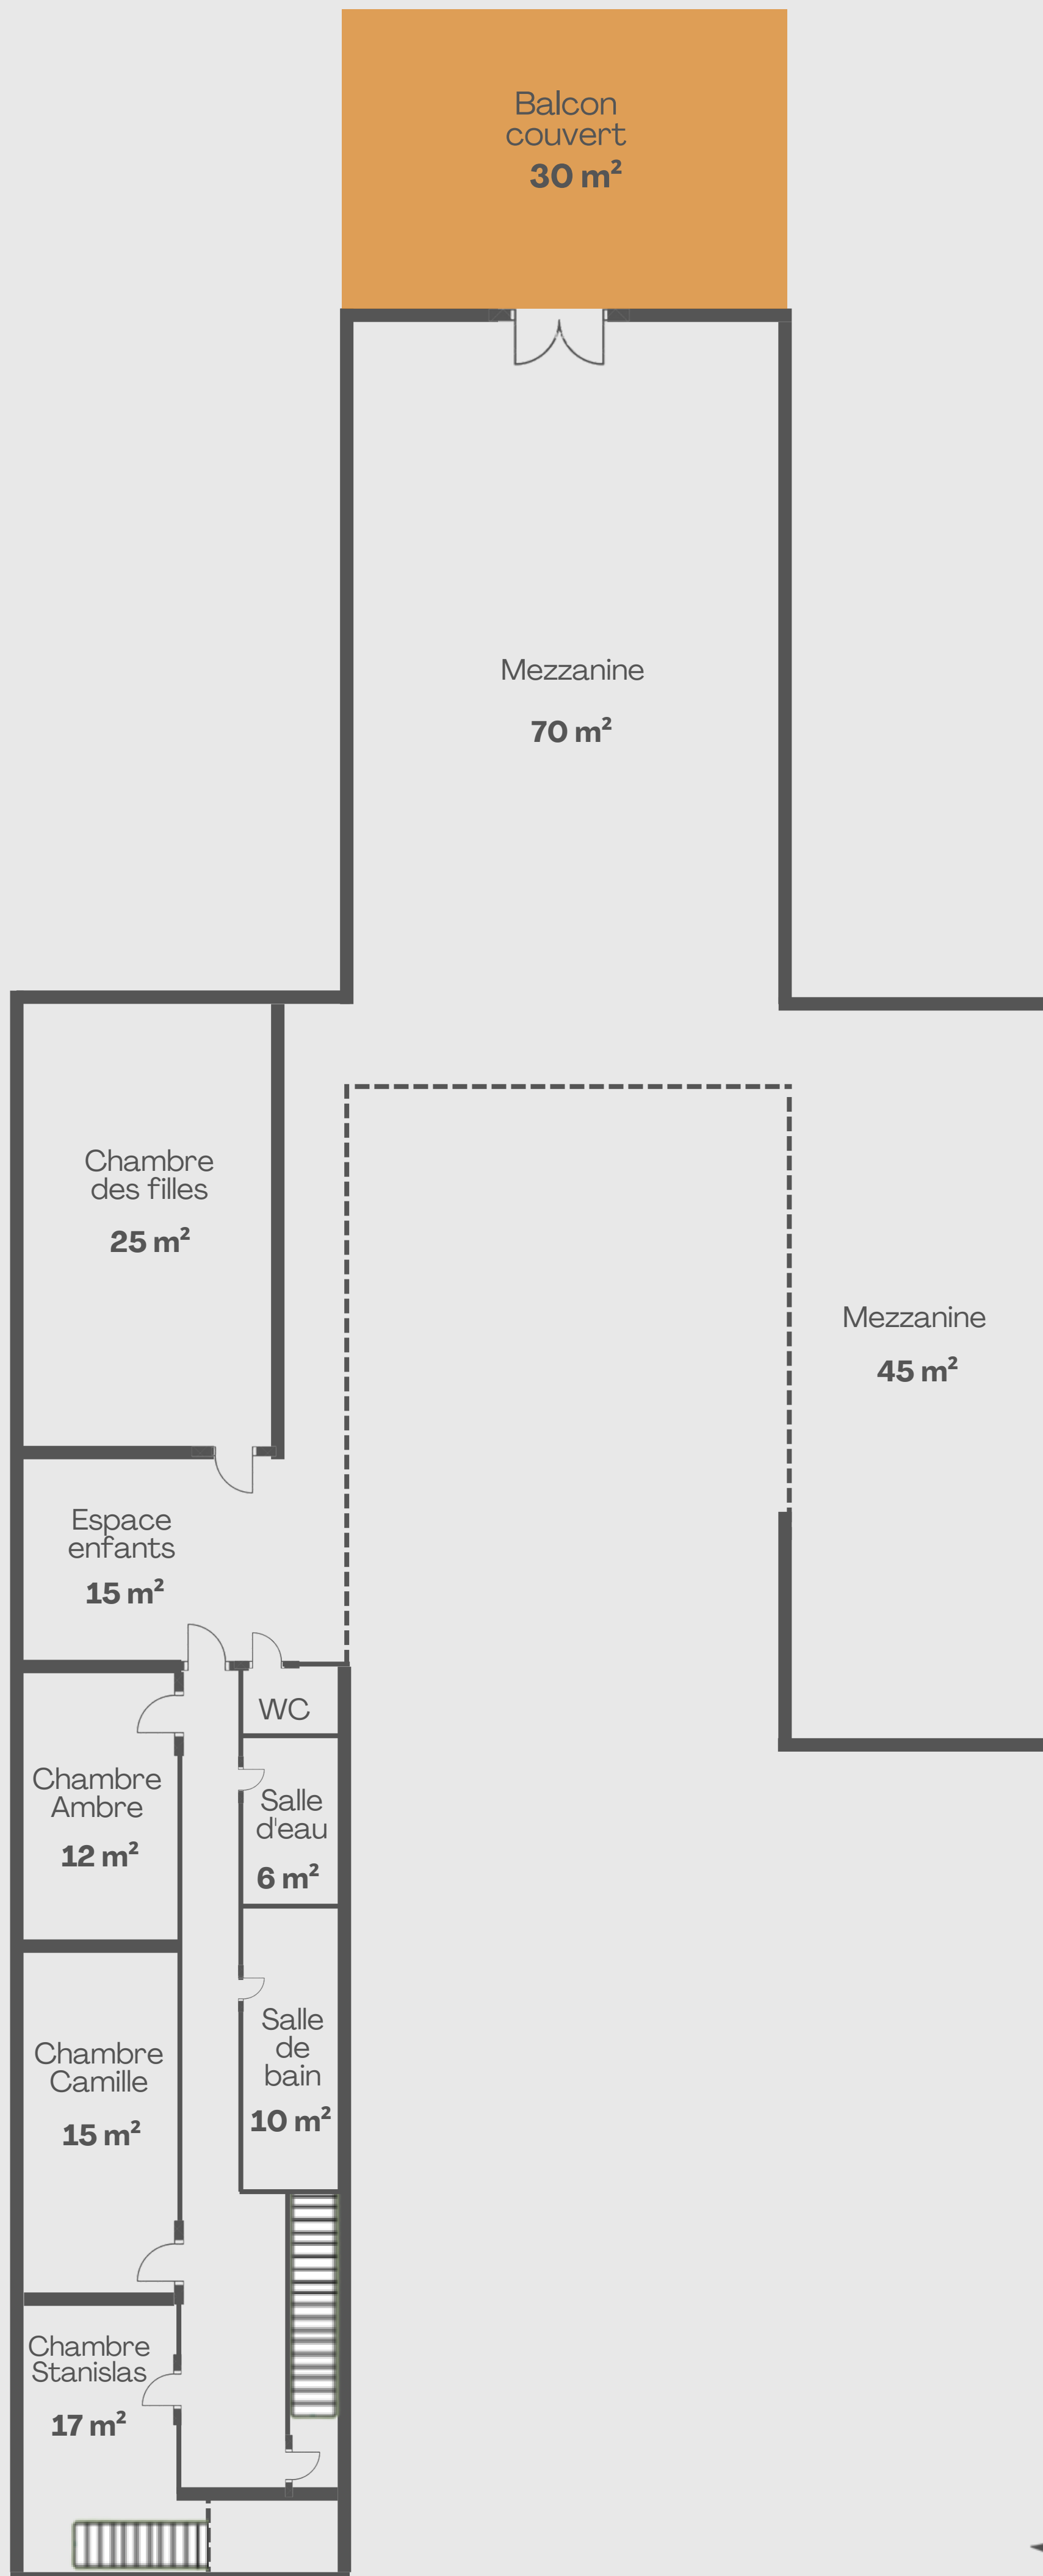 Balcon
couvert
30 m²
Mezzanine
70 m²
Chambre
des filles
25 m²
Mezzanine
45 m²
Espace
enfants
15 m²
WC
Chambre
Ambre
12 m²
Salle
d'eau
6 m²
Salle
de
bain
10 m²
Chambre
Camille
15 m²
Chambre
Stanislas
17 m²